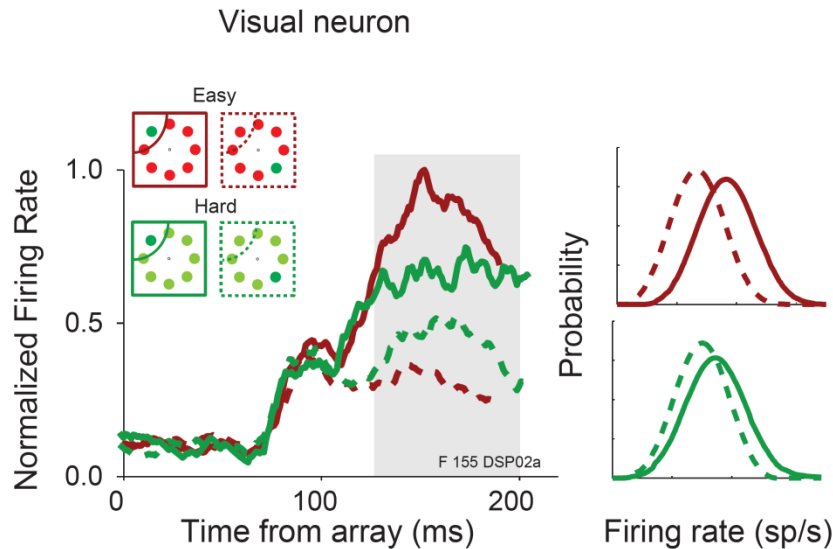 Visual neuron
Easy
Hard
Normalized Firing Rate
1.0
0.5
0.0
0
100
200
Time from array (ms)
F 155 DSP02a
Probability
Firing rate (sp/s)